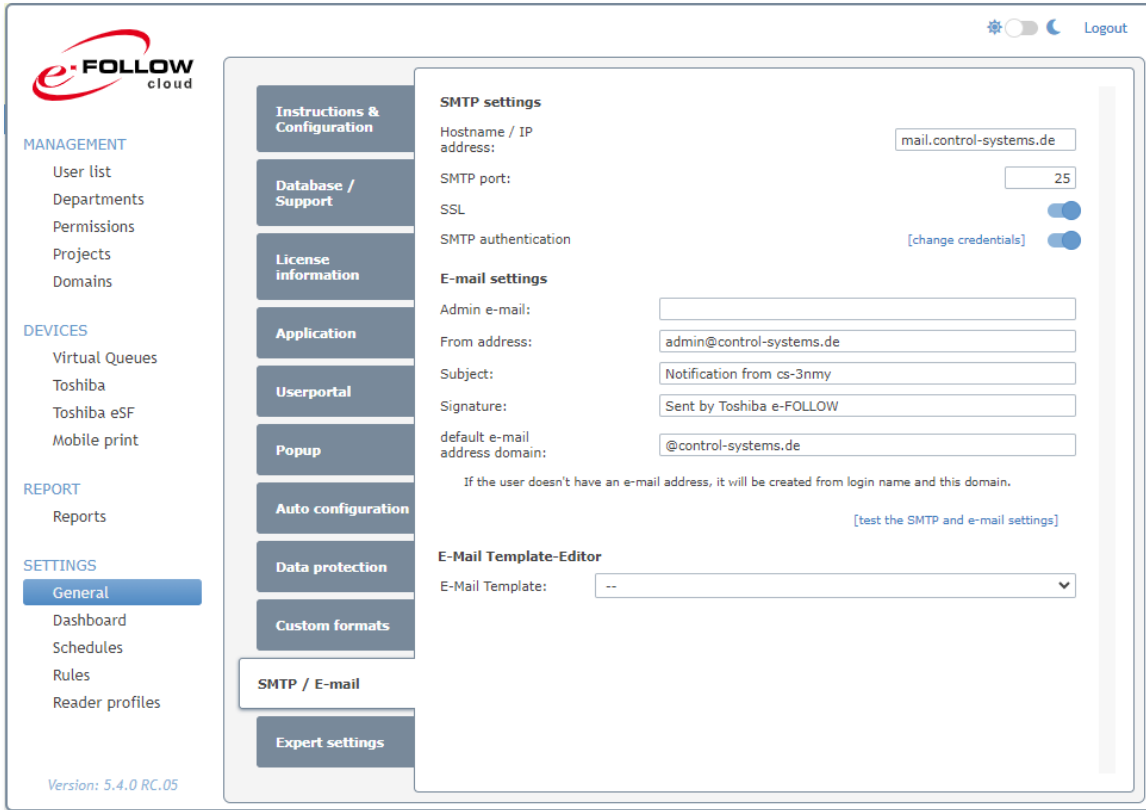 Logout
e-FOLLOW
cloud
MANAGEMENT
User list
Departments
Permissions
Projects
Domains
DEVICES
Virtual Queues
Toshiba
Toshiba eSF
Mobile print
REPORT
Reports
SETTINGS
General
Dashboard
Schedules
Rules
Reader profiles
Version: 5.4.0 RC.05
Instructions &
Configuration
Database /
Support
License
information
Application
Userportal
Popup
Auto configuration
Data protection
Custom formats
SMTP / E-mail
Expert settings
SMTP settings
Hostname / IP
address:
mail.control-systems.de
SMTP port:
25
SSL
SMTP authentication
[change credentials]
E-mail settings
Admin e-mail:
From address:
admin@control-systems.de
Subject:
Notification from cs-3nmy
Signature:
Sent by Toshiba e-FOLLOW
default e-mail
address domain:
@control-systems.de
If the user doesn't have an e-mail address, it will be created from login name and this domain.
[test the SMTP and e-mail settings]
E-Mail Template-Editor
E-Mail Template:
--